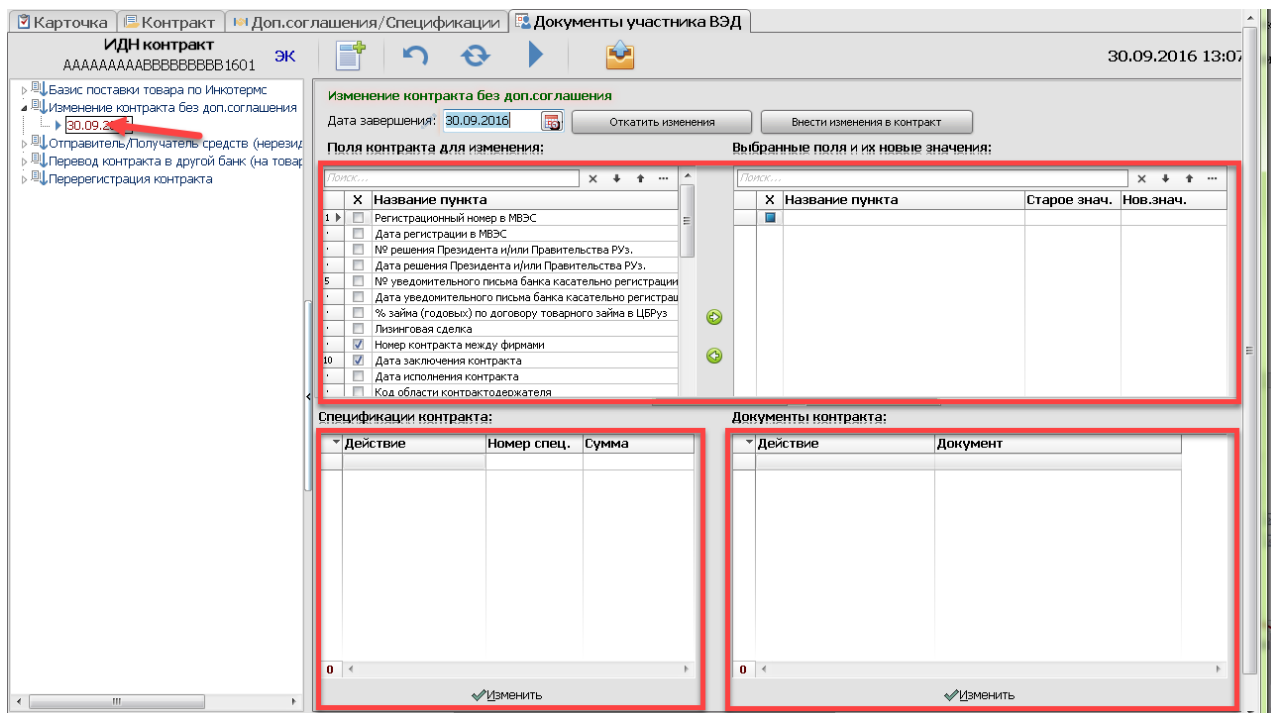 Карточка Контракт Доп.соглашения/Спецификации Документы участника ВЭД
ИДН контракт
AAAAAAAAABBBBBBBBB1601
ЭК
30.09.2016 13:07
Базис поставки товара по Инкотермс
Изменение контракта без доп.соглашения
30.09.2
Отправитель/Получатель средств (нерезид
Перевод контракта в другой банк (на товар
Перерегистрация контракта
Изменение контракта без доп.соглашения
Дата завершения: 30.09.2016 Откатить изменения Внести изменения в контракт
Поля контракта для изменения: Выбранные поля и их новые значения:
Поиск... Поиск...
X Название пункта
1 Регистрационный номер в МВЭС
Дата регистрации в МВЭС
№ решения Президента и/или Правительства РУз.
Дата решения Президента и/или Правительства РУз.
5 № уведомительного письма банка касательно регистрации
Дата уведомительного письма банка касательно регистрац
% займа (годовых) по договору товарного займа в ЦБРуз
Лизинговая сделка
Номер контракта между фирмами
10 Дата заключения контракта
Дата исполнения контракта
Код области контрактодержателя
X Название пункта Старое знач. Нов.знач.
Спецификации контракта: Документы контракта:
Действие Номер спец. Сумма
0
Изменить
Действие Документ
0
Изменить